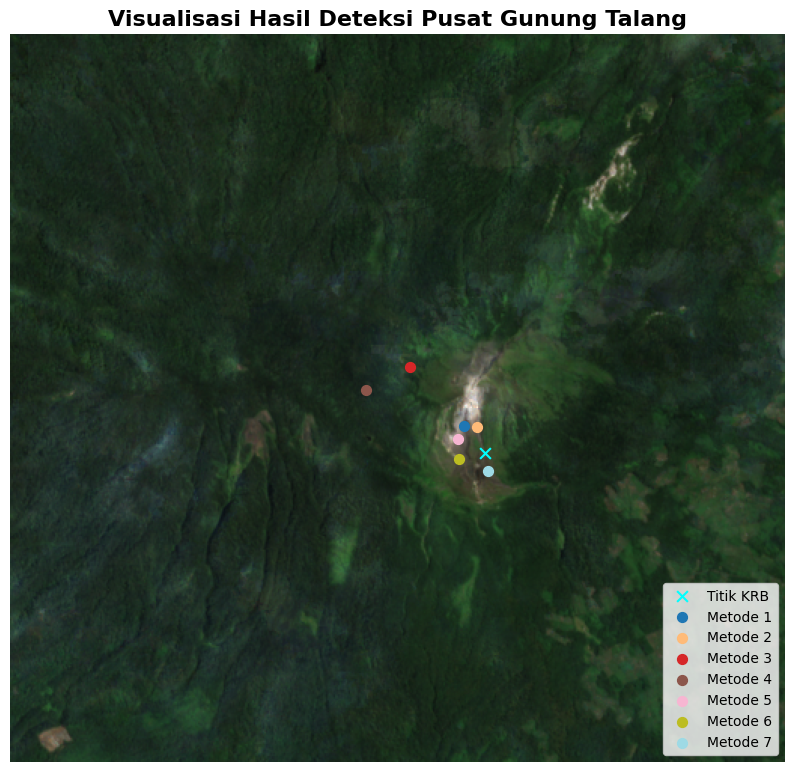 Visualisasi Hasil Deteksi Pusat Gunung Talang
Titik KRB
Metode 1
Metode 2
Metode 3
Metode 4
Metode 5
Metode 6
Metode 7